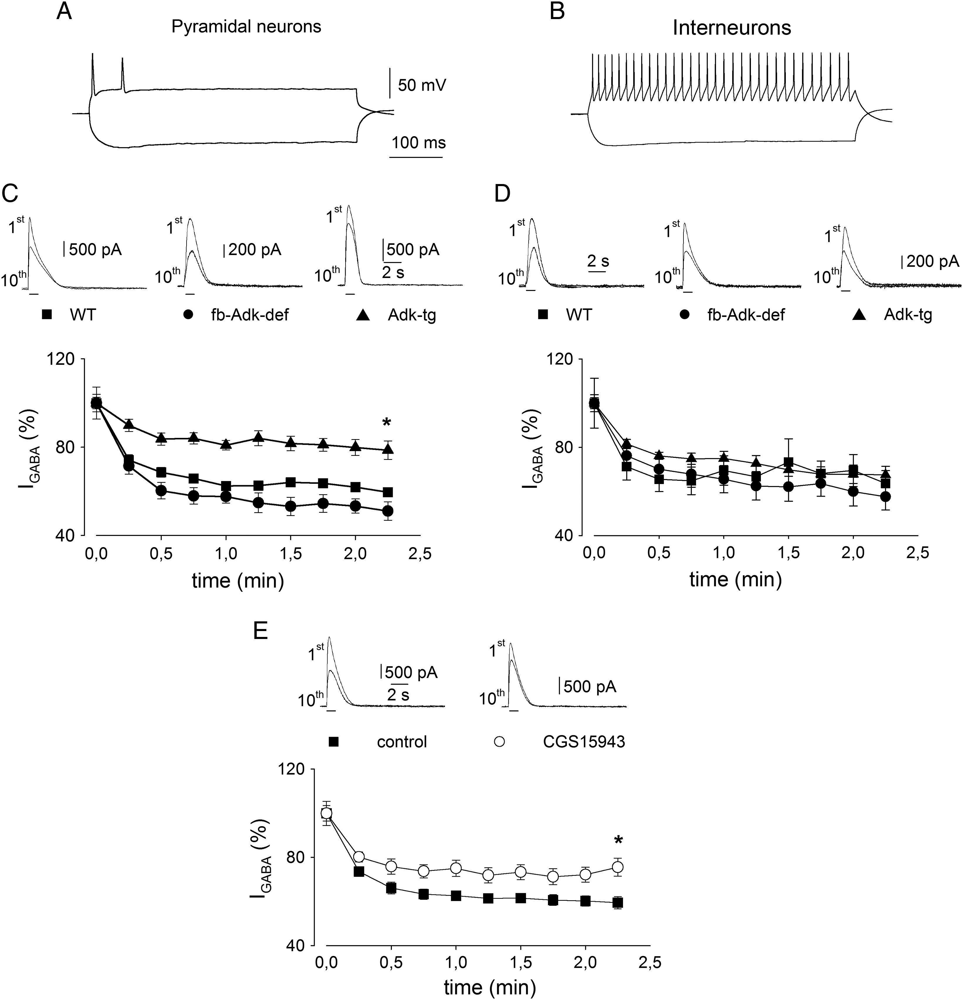 A
Pyramidal neurons
50 mV
100 ms
B
Interneurons
C
1st
10th
500 pA
1st
10th
200 pA
1st
10th
500 pA
2 s
WT
fb-Adk-def
Adk-tg
120
80
40
IGABA (%)
*
0,0 0,5 1,0 1,5 2,0 2,5
time (min)
D
1st
10th
2 s
1st
10th
1st
10th
200 pA
WT
fb-Adk-def
Adk-tg
120
80
40
IGABA (%)
0,0 0,5 1,0 1,5 2,0 2,5
time (min)
E
1st
10th
500 pA
2 s
1st
10th
500 pA
control
CGS15943
120
80
40
IGABA (%)
*
0,0 0,5 1,0 1,5 2,0 2,5
time (min)